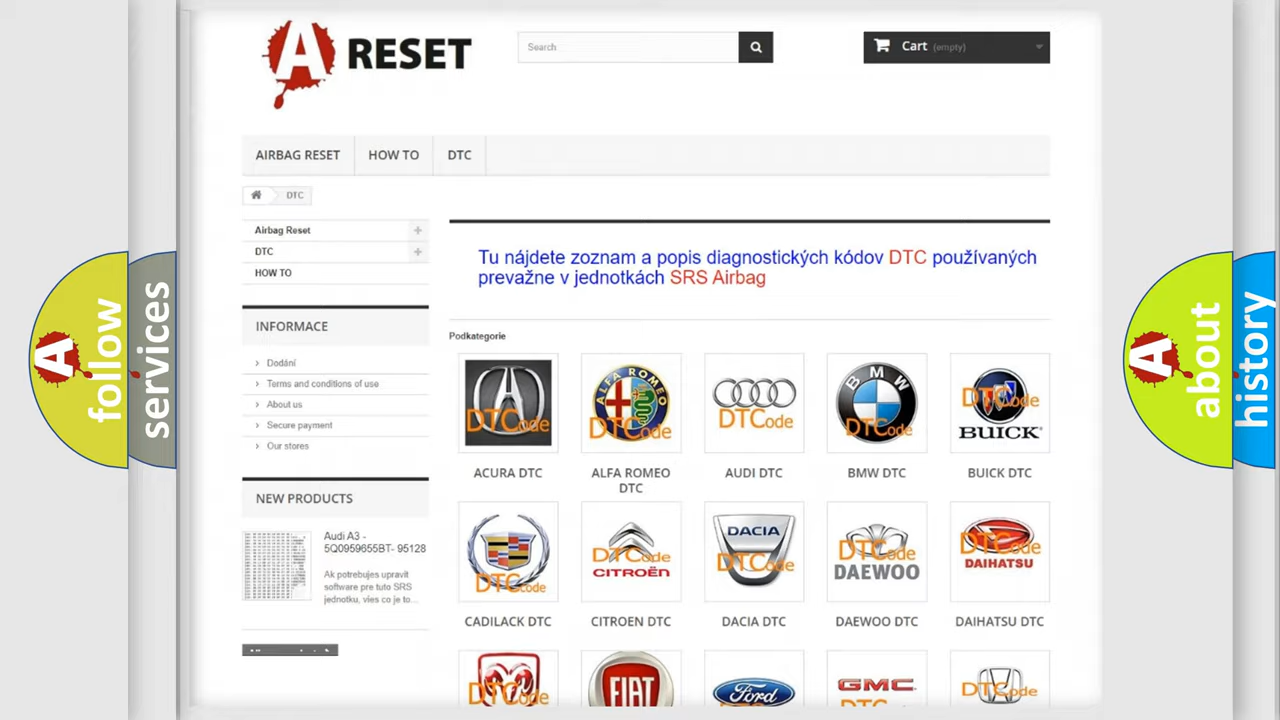 A RESET
Search
Cart (empty)
AIRBAG RESET
HOW TO
DTC
DTC
Airbag Reset
DTC
HOW TO
Tu nájdete zoznam a popis diagnostických kódov DTC používaných
prevažne v jednotkách SRS Airbag
INFORMACE
Dodání
Terms and conditions of use
About us
Secure payment
Our stores
Podkategorie
DTCode
ALFA ROMEO
DTCode
DTCode
BMW
DTCode
DTCode
BUICK
ACURA DTC
ALFA ROMEO
DTC
AUDI DTC
BMW DTC
BUICK DTC
NEW PRODUCTS
Audi A3 -
5Q0959655BT- 95128
Ak potrebujes upravit
software pre tuto SRS
jednotku, vies co je to...
DTCode
DTCode
CITROËN
DACIA
DTCode
DTCode
DAEWOO
DTCode
DAIHATSU
CADILACK DTC
CITROEN DTC
DACIA DTC
DAEWOO DTC
DAIHATSU DTC
DTCode
FIAT
Ford
GMC
DTCode
A follow
services
A about
history